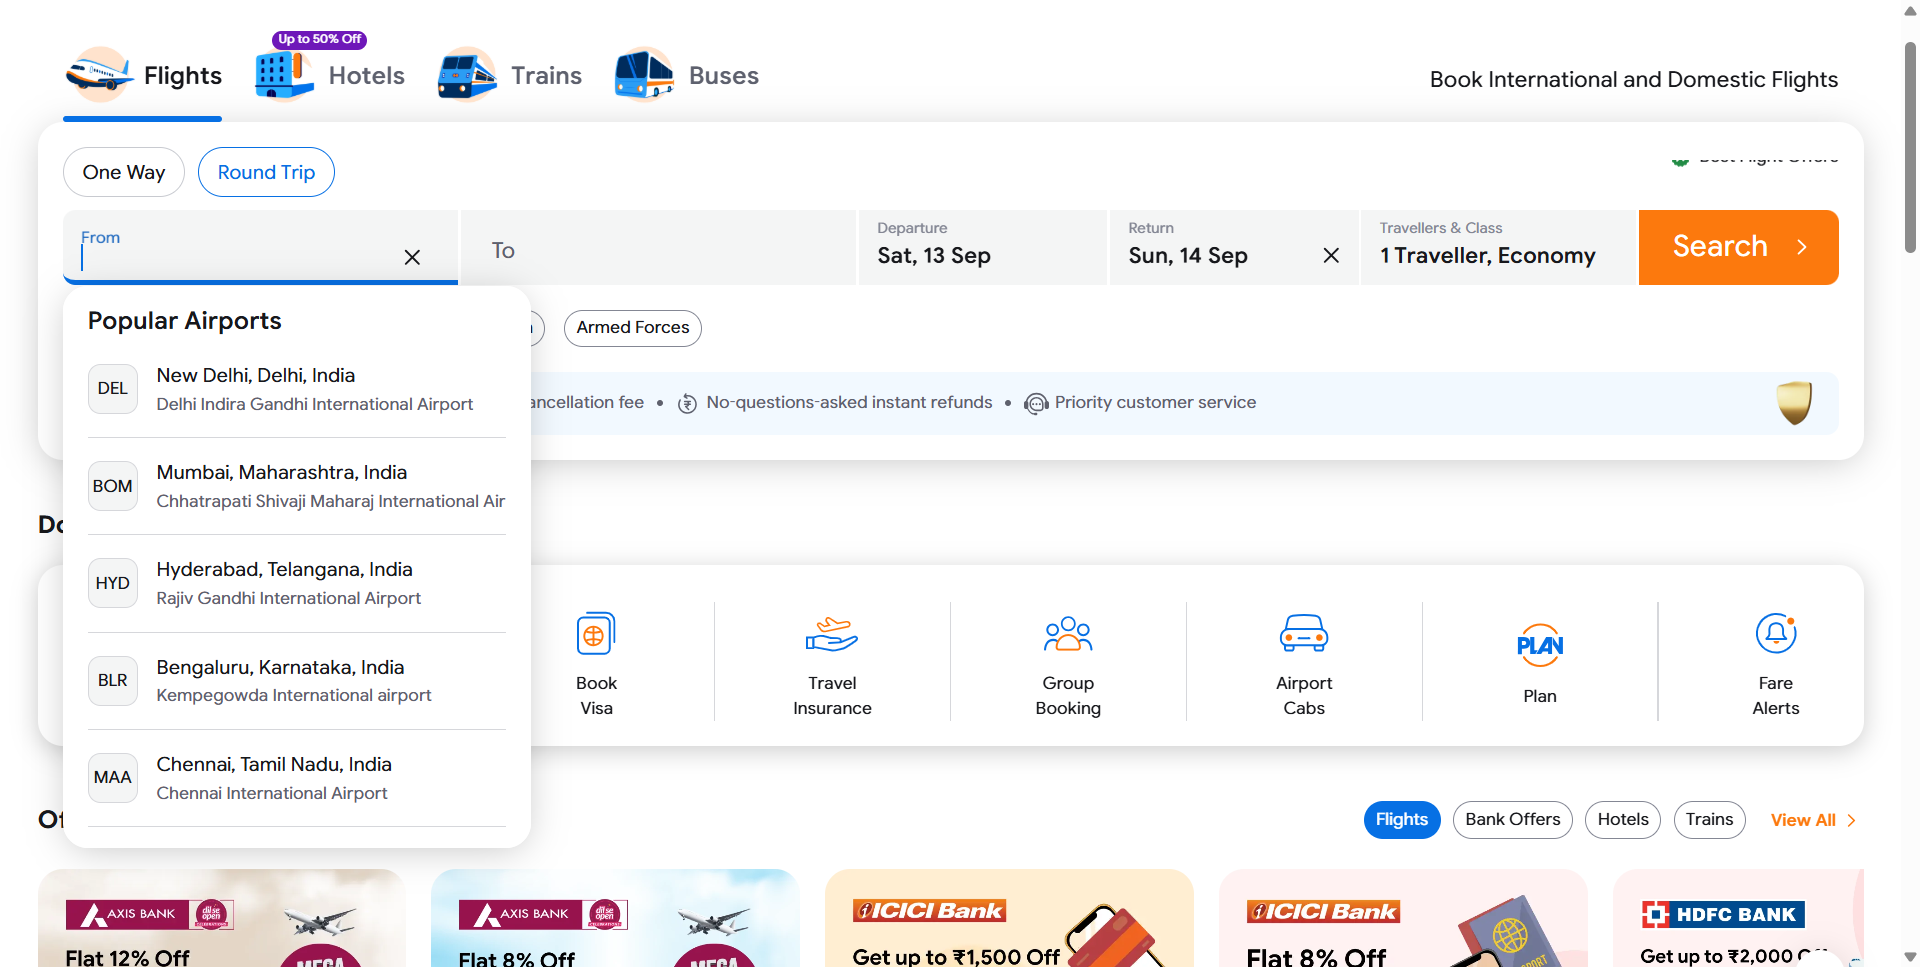 Up to 50% Off
Flights
Hotels
Trains
Buses
Book International and Domestic Flights
One Way
Round Trip
From
To
Departure
Sat, 13 Sep
Return
Sun, 14 Sep
Travellers & Class
1 Traveller, Economy
Search
Popular Airports
Armed Forces
DEL
New Delhi, Delhi, India
Delhi Indira Gandhi International Airport
ancellation fee • No-questions-asked instant refunds • Priority customer service
BOM
Mumbai, Maharashtra, India
Chhatrapati Shivaji Maharaj International Air
HYD
Hyderabad, Telangana, India
Rajiv Gandhi International Airport
BLR
Bengaluru, Karnataka, India
Kempegowda International airport
MAA
Chennai, Tamil Nadu, India
Chennai International Airport
Book
Visa
Travel
Insurance
Group
Booking
Airport
Cabs
PLAN
Plan
Fare
Alerts
Flights
Bank Offers
Hotels
Trains
View All
AXIS BANK
dil se open
Flat 12% Off
AXIS BANK
dil se open
Flat 8% Off
ICICI Bank
Get up to ₹1,500 Off
ICICI Bank
Flat 8% Off
HDFC BANK
Get up to ₹2,000